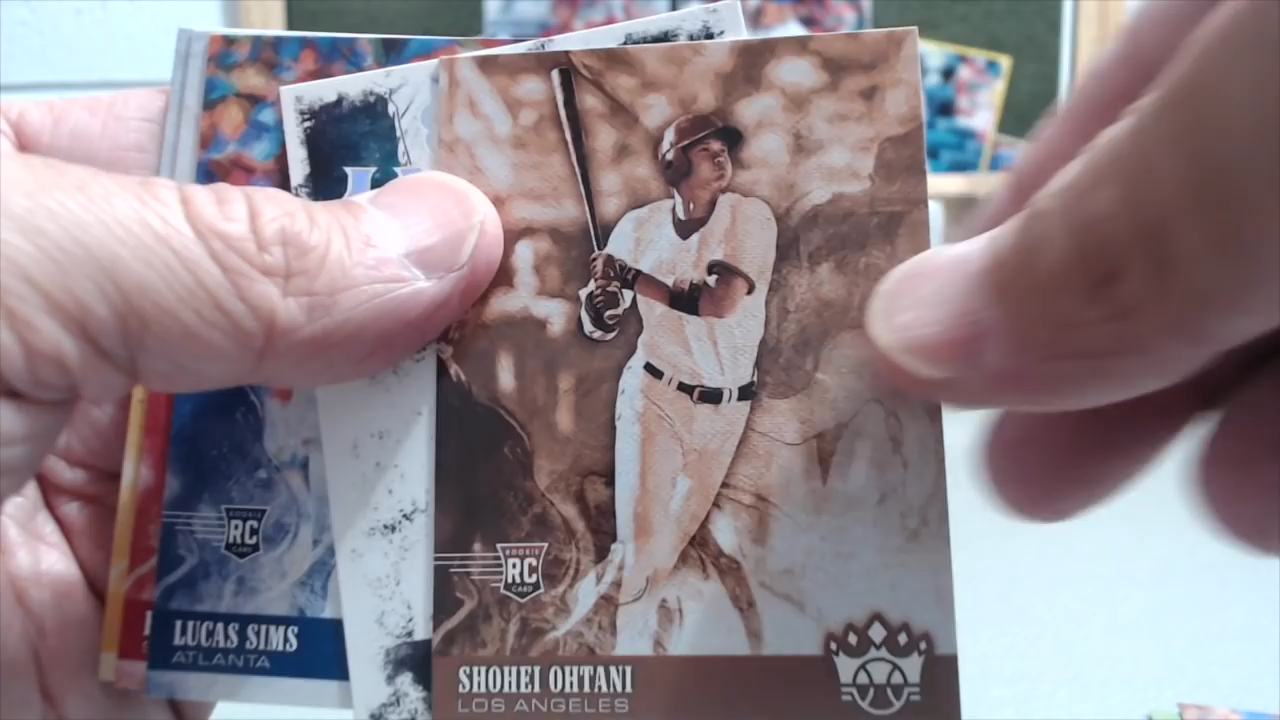 ROOKIE
RC
CARD
LUCAS SIMS
ATLANTA
ROOKIE
RC
CARD
SHOHEI OHTANI
LOS ANGELES